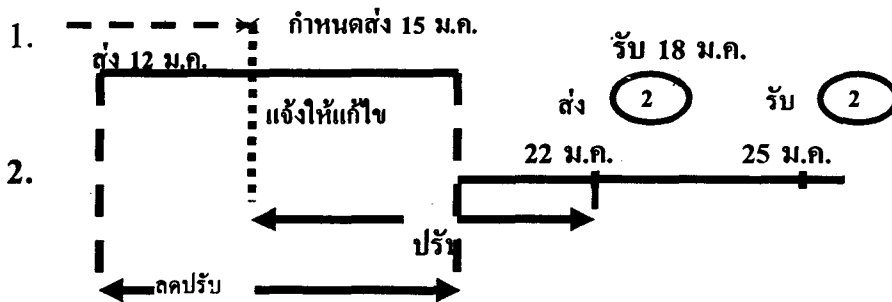 1. กำหนดส่ง 15 ม.ค.
ส่ง 12 ม.ค. รับ 18 ม.ค.
แจ้งให้แก้ไข ส่ง 2 รับ 2
2. 22 ม.ค. 25 ม.ค.
ปรับ
ลดปรับ